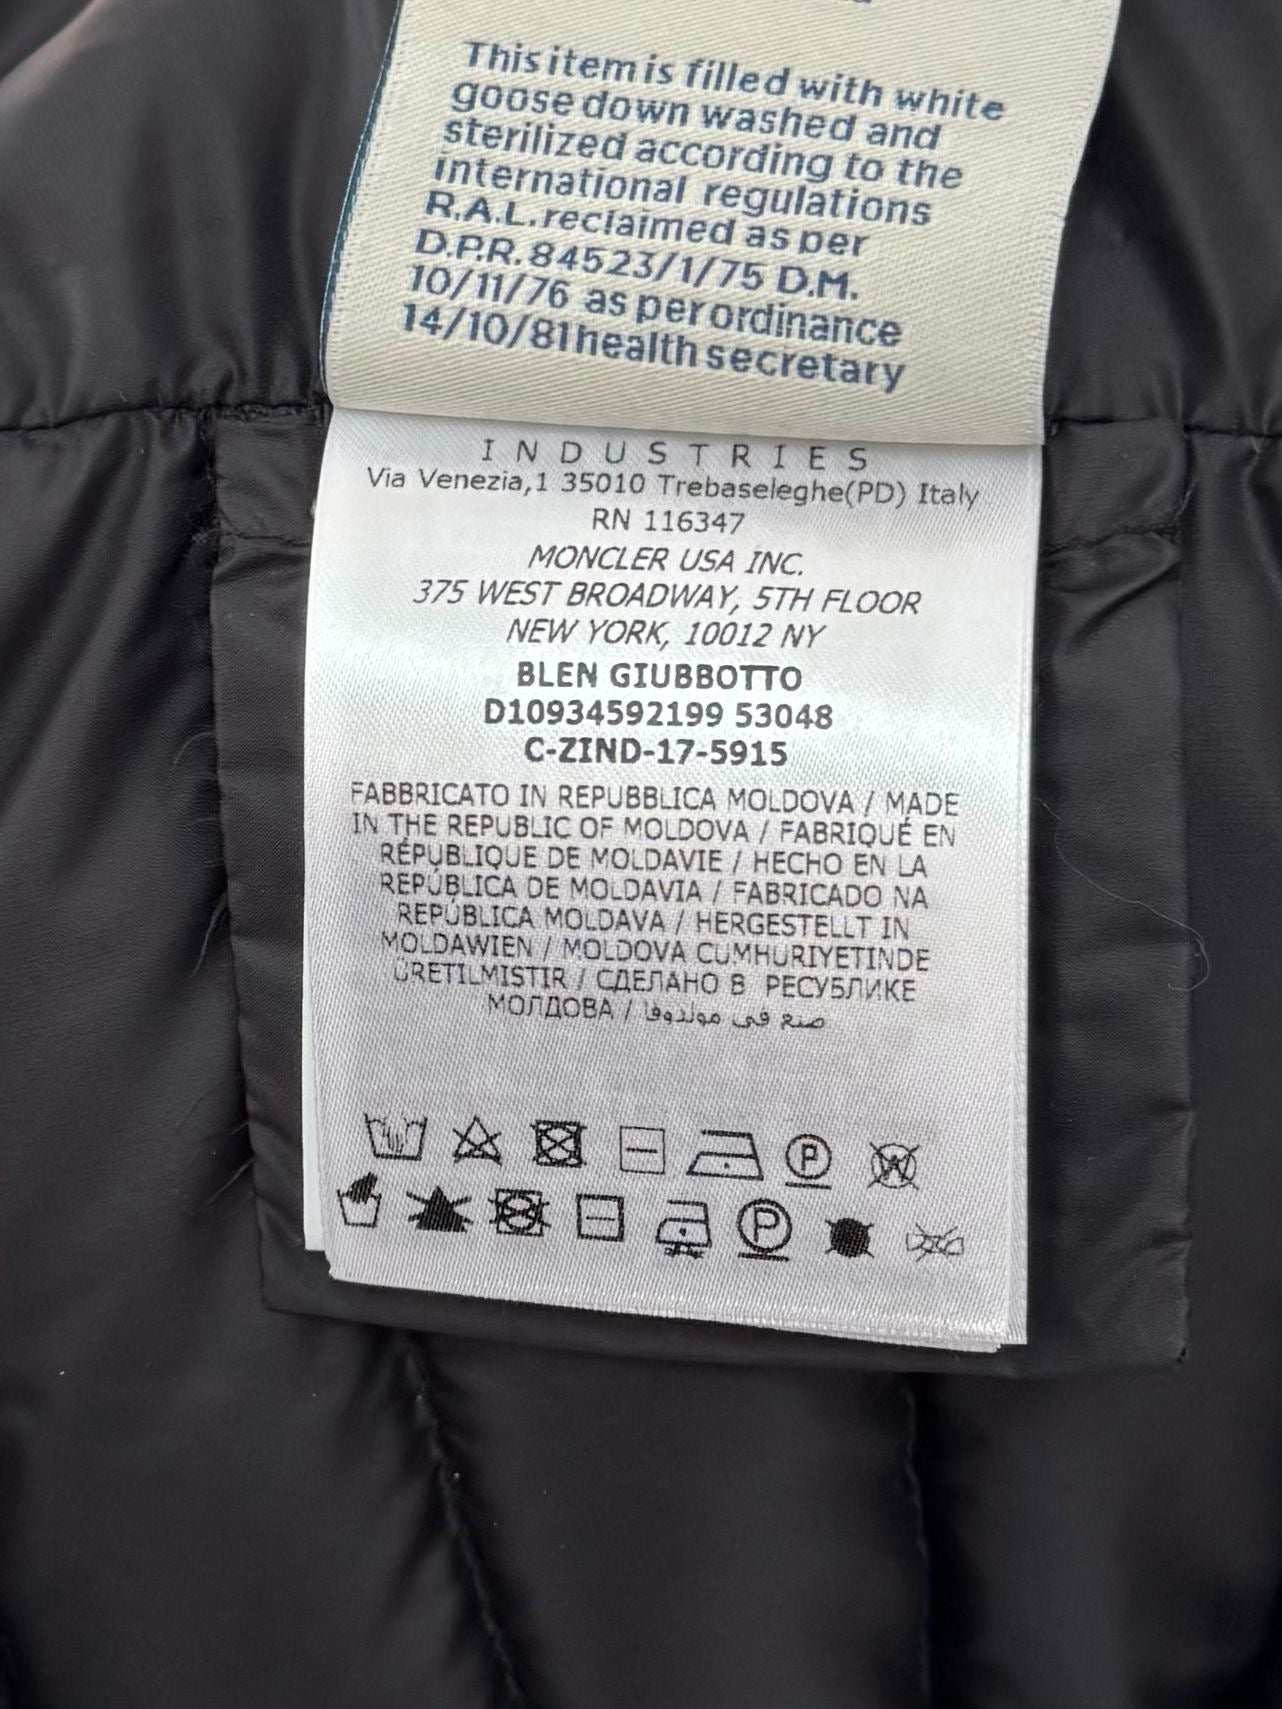 This item is filled with white
goose down washed and
sterilized according to the
international regulations
R.A.L. reclaimed as per
D.P.R. 84523/1/75 D.M.
10/11/76 as per ordinance
14/10/81 health secretary
INDUSTRIES
Via Venezia,1 35010 Trebaseleghe(PD) Italy
RN 116347
MONCLER USA INC.
375 WEST BROADWAY, 5TH FLOOR
NEW YORK, 10012 NY
BLEN GIUBBOTTO
D10934592199 53048
C-ZIND-17-5915
FABBRICATO IN REPUBBLICA MOLDOVA / MADE
IN THE REPUBLIC OF MOLDOVA / FABRIQUÉ EN
RÉPUBLIQUE DE MOLDAVIE / HECHO EN LA
REPÚBLICA DE MOLDAVIA / FABRICADO NA
REPÚBLICA MOLDAVA / HERGESTELLT IN
MOLDAWIEN / MOLDOVA CUMHURIYETINDE
ÜRETILMISTIR / СДЕЛАНО В РЕСУБЛИКЕ
МОЛДОВА / صنع في مولدوفا
P W
P